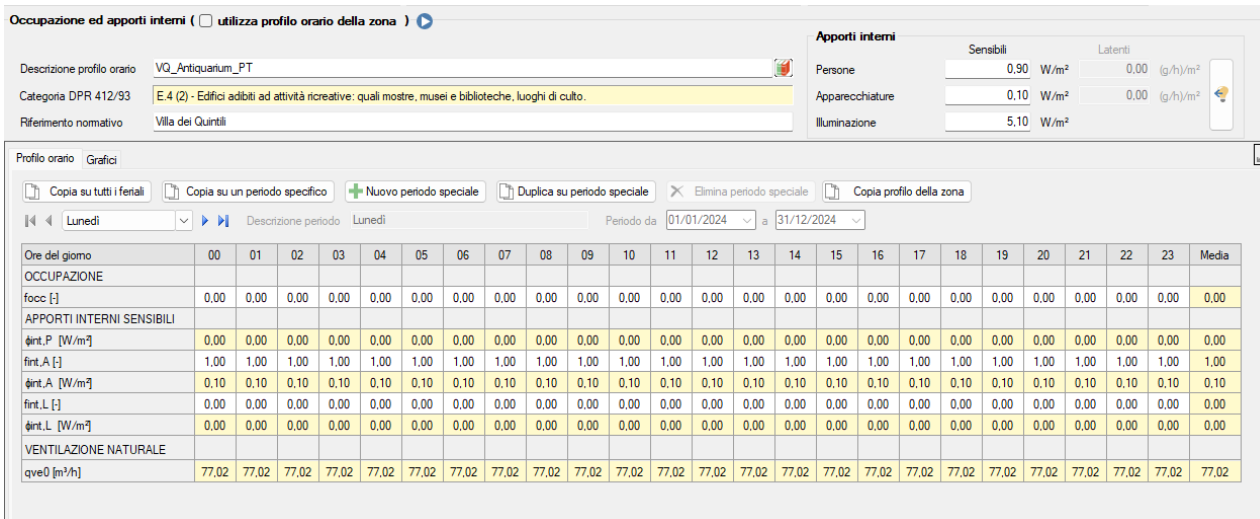 Occupazione ed apporti interni ( utilizza profilo orario della zona )
Descrizione profilo orario VQ_Antiquarium_PT
Categoria DPR 412/93 E.4 (2) - Edifici adibiti ad attività ricreative: quali mostre, musei e biblioteche, luoghi di culto.
Riferimento normativo Villa dei Quintili
Apporti interni
Sensibili Latenti
Persone 0,90 W/m² 0,00 (g/h)/m²
Apparecchiature 0,10 W/m² 0,00 (g/h)/m²
Illuminazione 5,10 W/m²
Profilo orario Grafici
Copia su tutti i feriali Copia su un periodo specifico Nuovo periodo speciale Duplica su periodo speciale Elimina periodo speciale Copia profilo della zona
Lunedì Descrizione periodo Lunedì Periodo da 01/01/2024 a 31/12/2024
Ore del giorno 00 01 02 03 04 05 06 07 08 09 10 11 12 13 14 15 16 17 18 19 20 21 22 23 Media
OCCUPAZIONE
focc [-] 0,00 0,00 0,00 0,00 0,00 0,00 0,00 0,00 0,00 0,00 0,00 0,00 0,00 0,00 0,00 0,00 0,00 0,00 0,00 0,00 0,00 0,00 0,00 0,00 0,00
APPORTI INTERNI SENSIBILI
ϕint,P [W/m²] 0,00 0,00 0,00 0,00 0,00 0,00 0,00 0,00 0,00 0,00 0,00 0,00 0,00 0,00 0,00 0,00 0,00 0,00 0,00 0,00 0,00 0,00 0,00 0,00 0,00
fint,A [-] 1,00 1,00 1,00 1,00 1,00 1,00 1,00 1,00 1,00 1,00 1,00 1,00 1,00 1,00 1,00 1,00 1,00 1,00 1,00 1,00 1,00 1,00 1,00 1,00 1,00
ϕint,A [W/m²] 0,10 0,10 0,10 0,10 0,10 0,10 0,10 0,10 0,10 0,10 0,10 0,10 0,10 0,10 0,10 0,10 0,10 0,10 0,10 0,10 0,10 0,10 0,10 0,10 0,10
fint,L [-] 0,00 0,00 0,00 0,00 0,00 0,00 0,00 0,00 0,00 0,00 0,00 0,00 0,00 0,00 0,00 0,00 0,00 0,00 0,00 0,00 0,00 0,00 0,00 0,00 0,00
ϕint,L [W/m²] 0,00 0,00 0,00 0,00 0,00 0,00 0,00 0,00 0,00 0,00 0,00 0,00 0,00 0,00 0,00 0,00 0,00 0,00 0,00 0,00 0,00 0,00 0,00 0,00 0,00
VENTILAZIONE NATURALE
qve0 [m³/h] 77,02 77,02 77,02 77,02 77,02 77,02 77,02 77,02 77,02 77,02 77,02 77,02 77,02 77,02 77,02 77,02 77,02 77,02 77,02 77,02 77,02 77,02 77,02 77,02 77,02